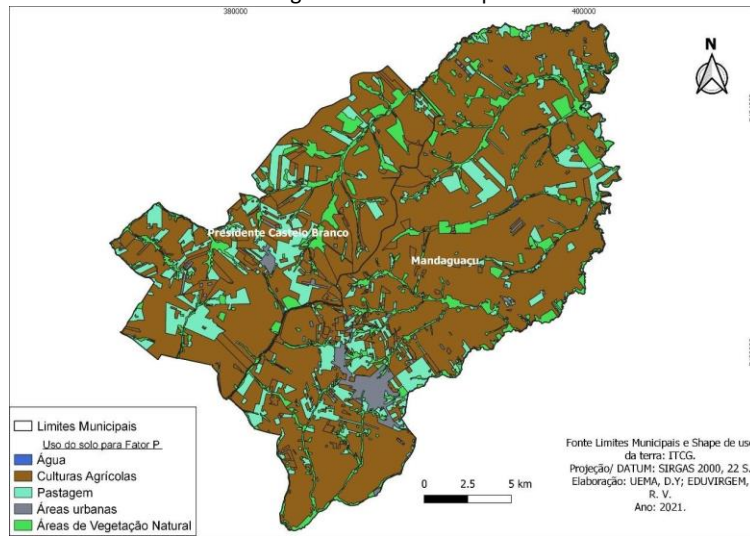 380000
400000
N
Presidente Castelo Branco
Mandaguaçu
Limites Municipais
Uso do solo para Fator P
Água
Culturas Agrícolas
Pastagem
Áreas urbanas
Áreas de Vegetação Natural
0 2.5 5 km
Fonte Limites Municipais e Shape de uso
da terra: ITCG.
Projeção/ DATUM: SIRGAS 2000, 22 S.
Elaboração: UEMA, D.Y; EDUVIRGEM,
R. V.
Ano: 2021.